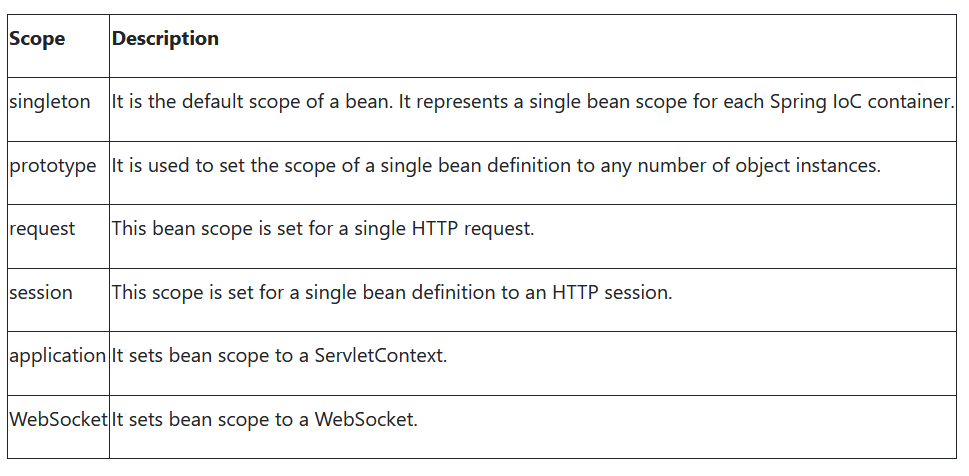 Scope Description
singleton It is the default scope of a bean. It represents a single bean scope for each Spring IoC container.
prototype It is used to set the scope of a single bean definition to any number of object instances.
request This bean scope is set for a single HTTP request.
session This scope is set for a single bean definition to an HTTP session.
application It sets bean scope to a ServletContext.
WebSocket It sets bean scope to a WebSocket.